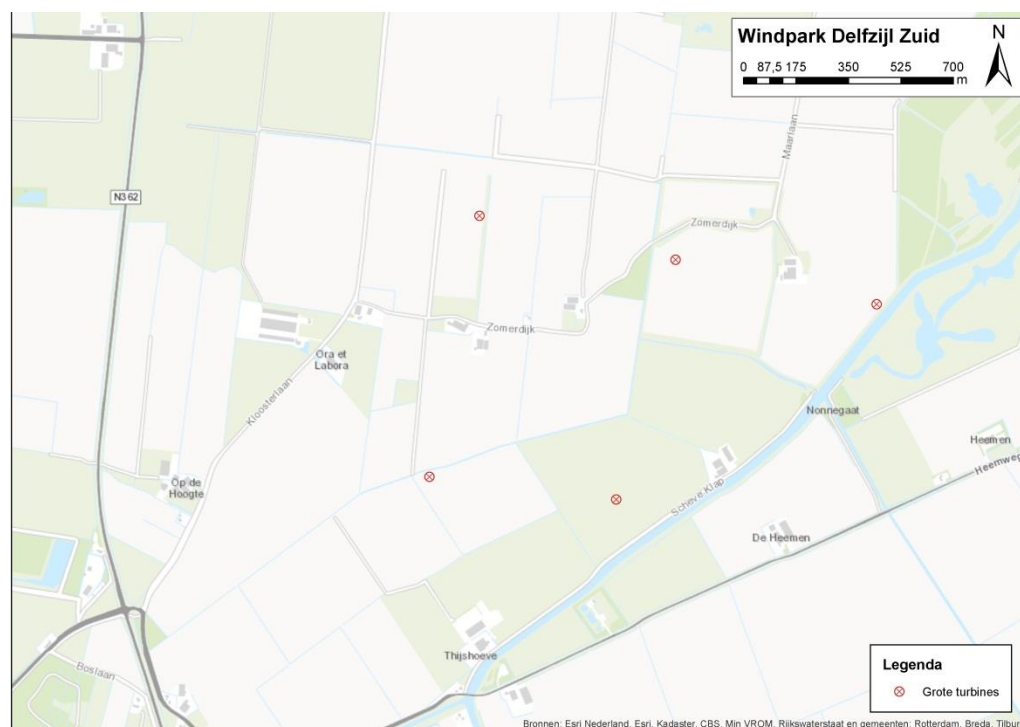 Windpark Delfzijl Zuid
N
0 87,5 175 350 525 700
m
Maarlaan
N362
Zomerdijk
Zomerdijk
Ora et
Labora
Kloosterlaan
Nonnegaat
Heemen
Heemweg
Op de
Hoogte
Scheve Klap
De Heemen
Thijshoeve
Boslaan
Legenda
Grote turbines
Bronnen: Esri Nederland, Esri, Kadaster, CBS, Min VROM, Rijkswaterstaat en gemeenten: Rotterdam, Breda, Tilbur